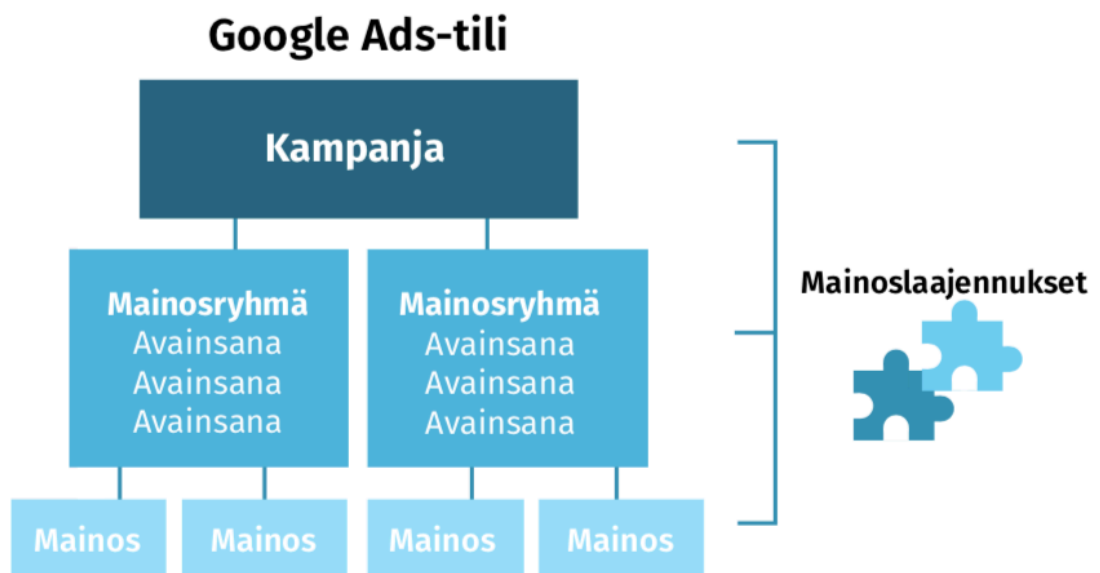 Google Ads-tili
Kampanja
Mainosryhmä
Avainsana
Avainsana
Avainsana
Mainosryhmä
Avainsana
Avainsana
Avainsana
Mainos
Mainos
Mainos
Mainos
Mainoslaajennukset